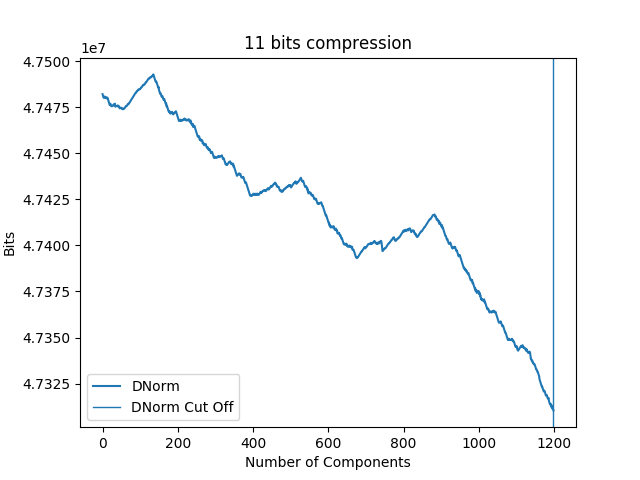 11 bits compression
1e7
4.7500
4.7475
4.7450
4.7425
4.7400
4.7375
4.7350
4.7325
Bits
DNorm
DNorm Cut Off
0 200 400 600 800 1000 1200
Number of Components